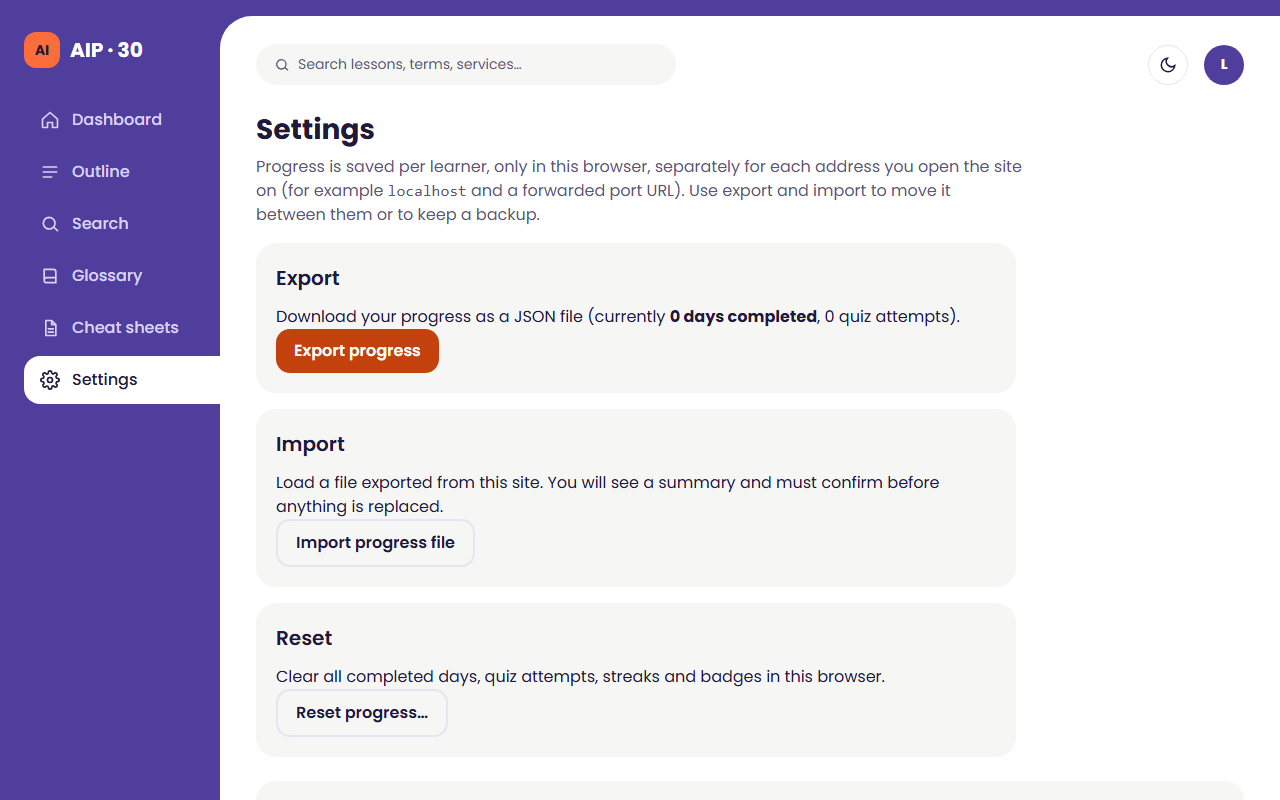 AI
AIP · 30
Dashboard
Outline
Search
Glossary
Cheat sheets
Settings
Search lessons, terms, services…
L
Settings
Progress is saved per learner, only in this browser, separately for each address you open the site
on (for example localhost and a forwarded port URL). Use export and import to move it
between them or to keep a backup.
Export
Download your progress as a JSON file (currently 0 days completed, 0 quiz attempts).
Export progress
Import
Load a file exported from this site. You will see a summary and must confirm before
anything is replaced.
Import progress file
Reset
Clear all completed days, quiz attempts, streaks and badges in this browser.
Reset progress…